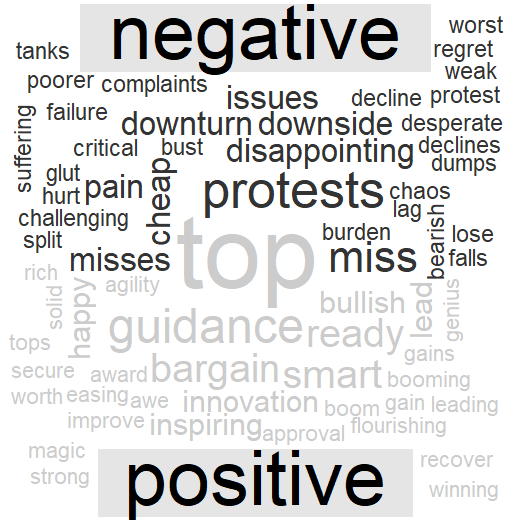 negative
worst
tanks
regret
weak
poorer
complaints
issues
decline
protest
suffering
failure
downturn
downside
desperate
critical
bust
disappointing
declines
dumps
glut
hurt
pain
cheap
protests
chaos
lag
challenging
split
misses
top
burden
miss
bearish
lose
falls
rich
solid
happy
agility
bullish
lead
genius
guidance
ready
tops
gains
secure
award
bargain
smart
booming
worth
easing
awe
innovation
boom
gain
leading
improve
inspiring
approval
flourishing
magic
strong
positive
recover
winning